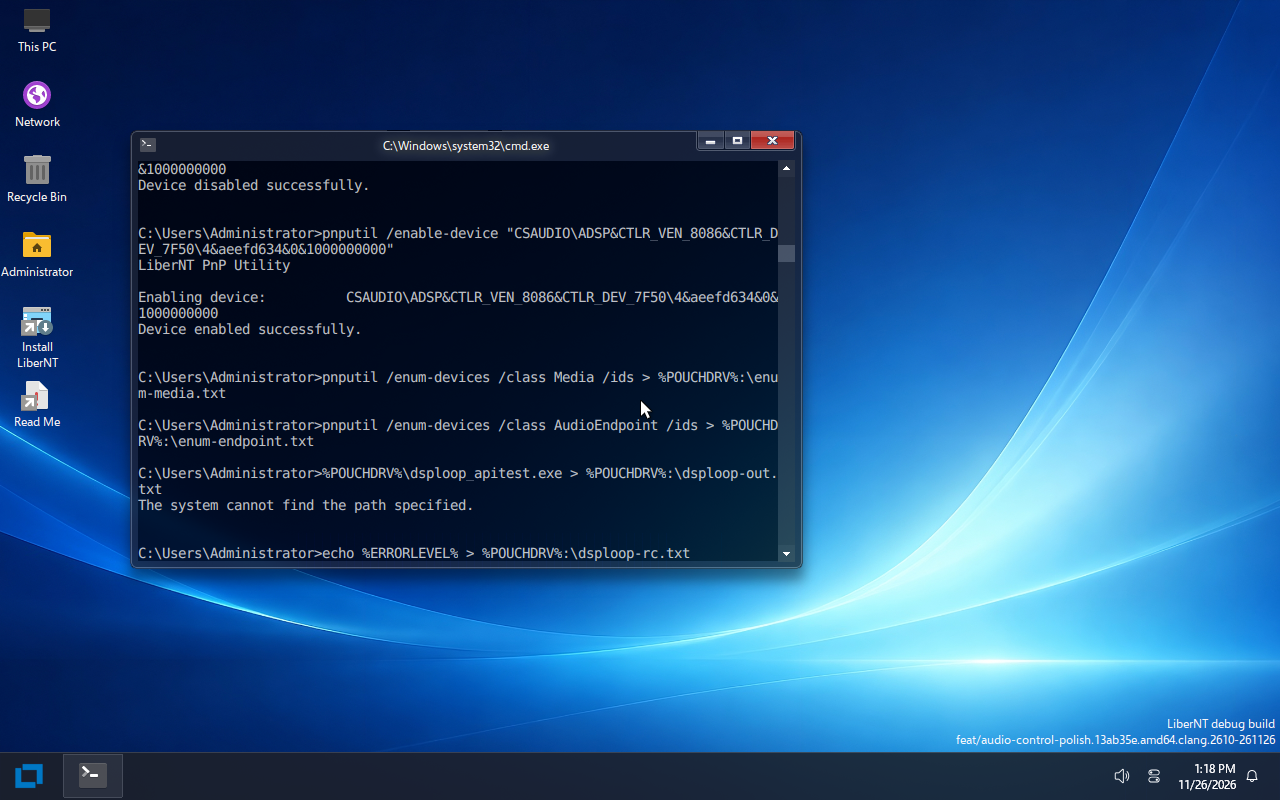 This PC
Network
Recycle Bin
Administrator
Install
LiberNT
Read Me
C:\Windows\system32\cmd.exe
&1000000000
Device disabled successfully.
C:\Users\Administrator>pnputil /enable-device "CSAUDIO\ADSP&CTLR_VEN_8086&CTLR_D
EV_7F50\4&aeefd634&0&1000000000"
LiberNT PnP Utility
Enabling device:          CSAUDIO\ADSP&CTLR_VEN_8086&CTLR_DEV_7F50\4&aeefd634&0&
1000000000
Device enabled successfully.
C:\Users\Administrator>pnputil /enum-devices /class Media /ids > %POUCHDRV%:\enu
m-media.txt
C:\Users\Administrator>pnputil /enum-devices /class AudioEndpoint /ids > %POUCHD
RV%:\enum-endpoint.txt
C:\Users\Administrator>%POUCHDRV%\dsploop_apitest.exe > %POUCHDRV%:\dsploop-out.
txt
The system cannot find the path specified.
C:\Users\Administrator>echo %ERRORLEVEL% > %POUCHDRV%:\dsploop-rc.txt
LiberNT debug build
feat/audio-control-polish.13ab35e.amd64.clang.2610-261126
1:18 PM
11/26/2026